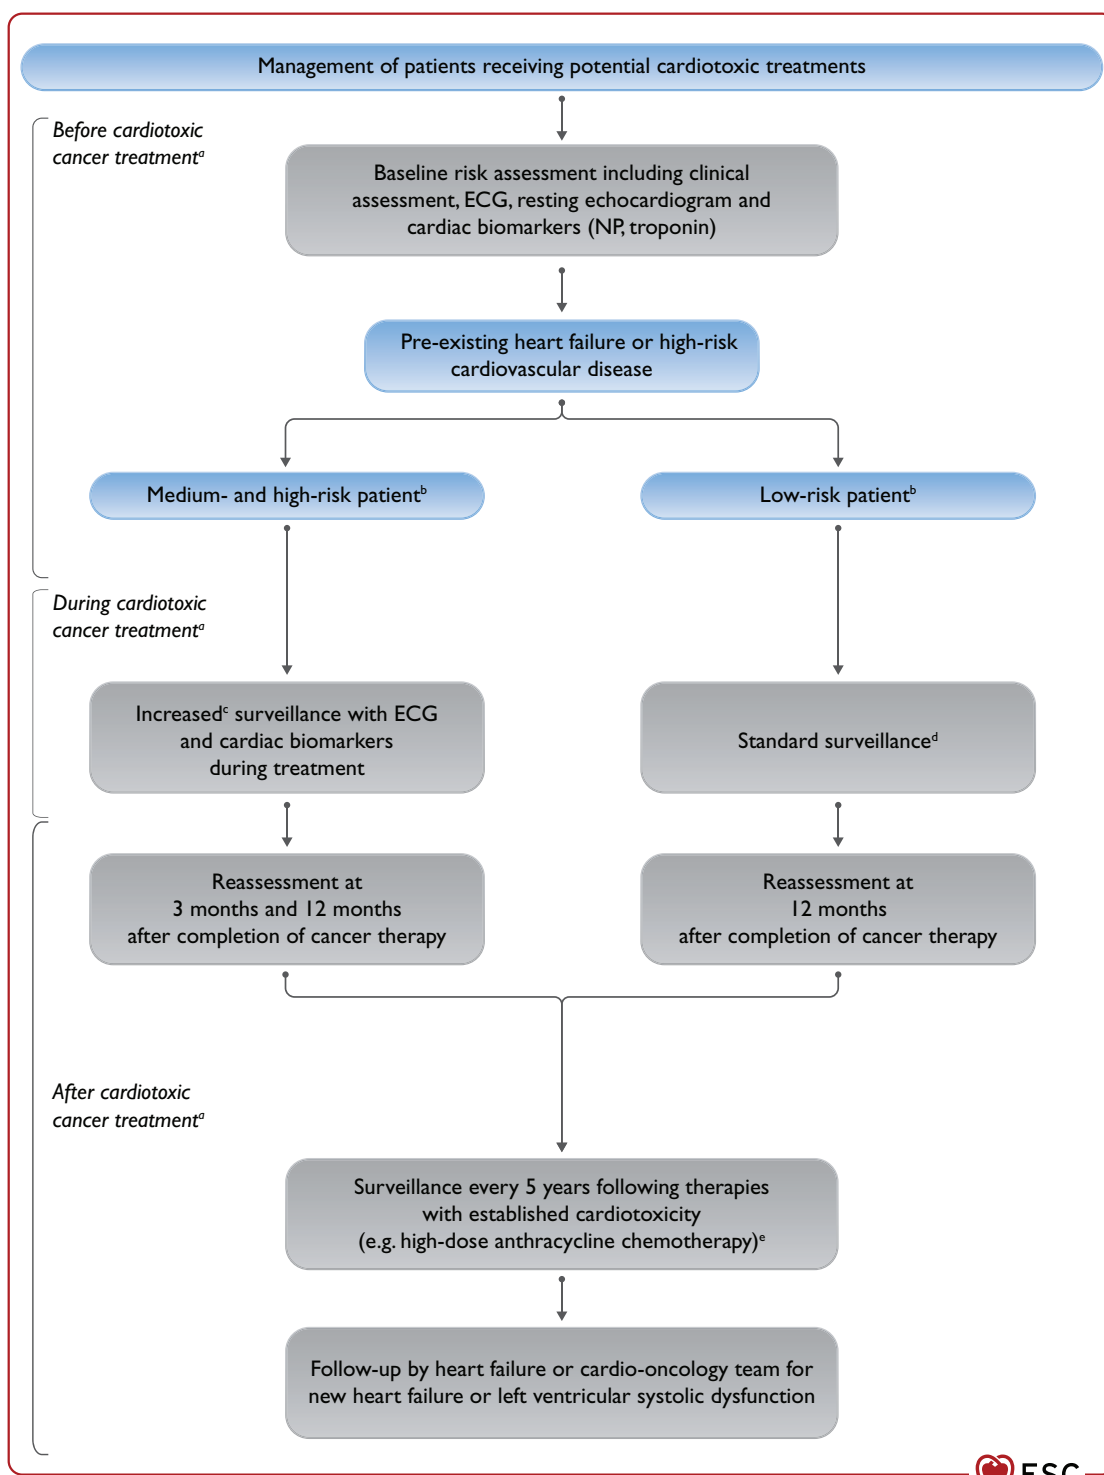 Management of patients receiving potential cardiotoxic treatments
Before cardiotoxic
cancer treatmentᵃ
Baseline risk assessment including clinical
assessment, ECG, resting echocardiogram and
cardiac biomarkers (NP, troponin)
Pre-existing heart failure or high-risk
cardiovascular disease
Medium- and high-risk patientᵇ
Low-risk patientᵇ
During cardiotoxic
cancer treatmentᵃ
Increasedᶜ surveillance with ECG
and cardiac biomarkers
during treatment
Standard surveillanceᵈ
Reassessment at
3 months and 12 months
after completion of cancer therapy
Reassessment at
12 months
after completion of cancer therapy
After cardiotoxic
cancer treatmentᵃ
Surveillance every 5 years following therapies
with established cardiotoxicity
(e.g. high-dose anthracycline chemotherapy)ᵉ
Follow-up by heart failure or cardio-oncology team for
new heart failure or left ventricular systolic dysfunction
ESC